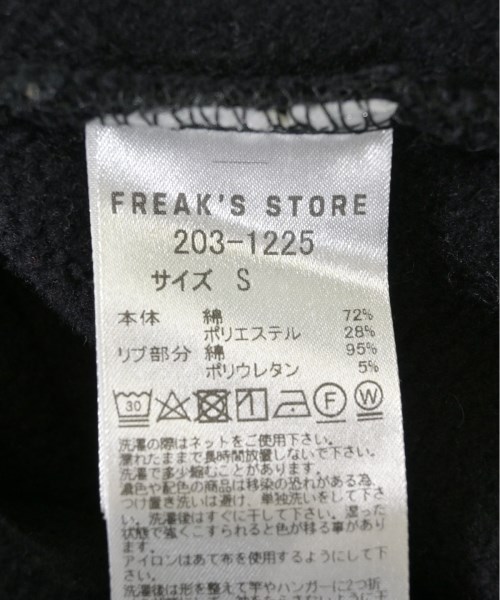 FREAK'S STORE
203-1225
サイズ S
本体 綿 72%
ポリエステル 28%
リブ部分 綿 95%
ポリウレタン 5%
30 F W
洗濯の際はネットをご使用下さい。
濡れたままで長時間放置しないで下さい。
洗濯で多少縮むことがあります。
濃色や配色の商品は移染の恐れがある為、
つけ置き洗いは避け、単独洗いをして下さ
い。洗濯後はすぐに干して下さい。湿った
状態で強くこすられると色が移る事があり
ます。
アイロンはあて布を使用するようにして下
さい。
洗濯後は形を整えて竿やハンガーに2つ折